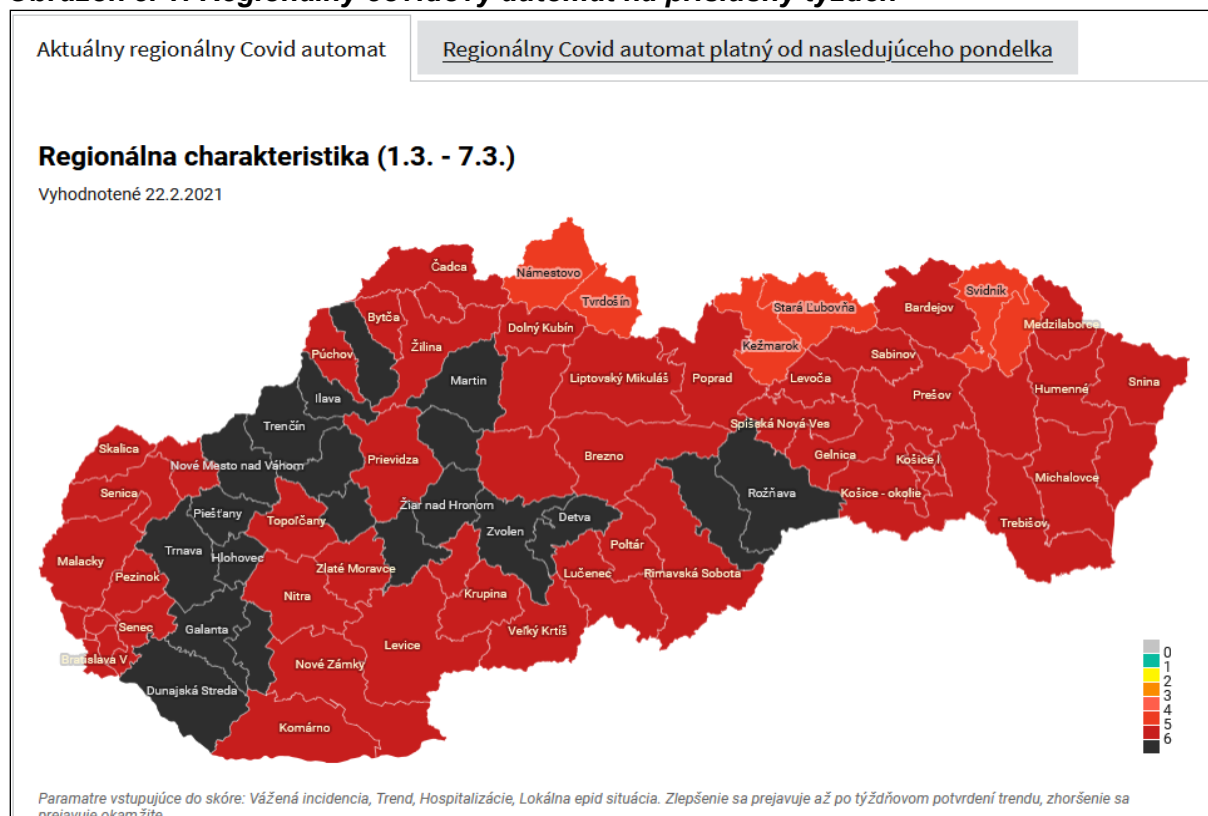 Aktuálny regionálny Covid automat
Regionálny Covid automat platný od nasledujúceho pondelka
Regionálna charakteristika (1.3. - 7.3.)
Vyhodnotené 22.2.2021
Čadca
Námestovo
Tvrdošín
Svidník
Stará Ľubovňa
Bardejov
Bytča
Medzilaborce
Dolný Kubín
Kežmarok
Púchov
Žilina
Sabinov
Martin
Liptovský Mikuláš
Poprad
Levoča
Snina
Humenné
Prešov
Ilava
Trenčín
Spišská Nová Ves
Skalica
Prievidza
Brezno
Gelnica
Košice I
Nové Mesto nad Váhom
Michalovce
Senica
Rožňava
Košice - okolie
Žiar nad Hronom
Piešťany
Topoľčany
Detva
Trebišov
Zvolen
Poltár
Trnava
Hlohovec
Malacky
Zlaté Moravce
Lučenec
Rimavská Sobota
Pezinok
Nitra
Krupina
Senec
Galanta
Veľký Krtíš
Levice
Bratislava V
Nové Zámky
Dunajská Streda
Komárno
0
1
2
3
4
5
6
Paramatre vstupujúce do skóre: Vážená incidencia, Trend, Hospitalizácie, Lokálna epid situácia. Zlepšenie sa prejavuje až po týždňovom potvrdení trendu, zhoršenie sa